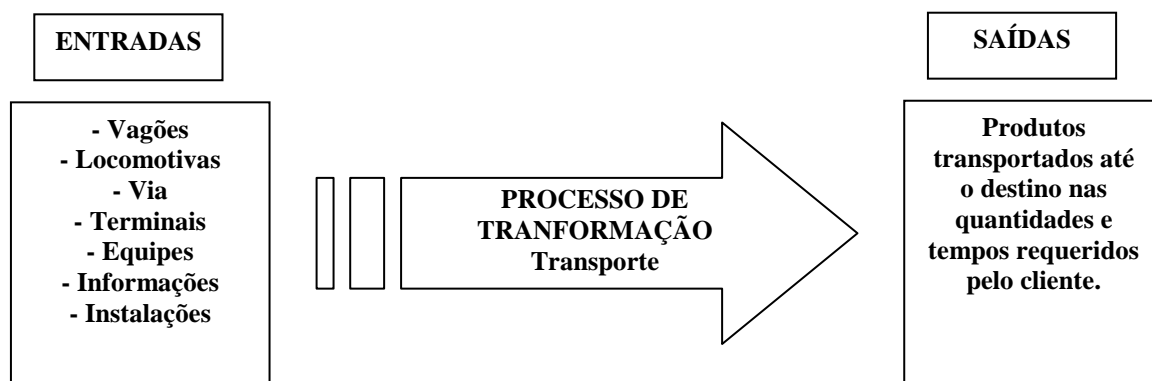 ENTRADAS
- Vagões
- Locomotivas
- Via
- Terminais
- Equipes
- Informações
- Instalações
PROCESSO DE
TRANFORMAÇÃO
Transporte
SAÍDAS
Produtos
transportados até
o destino nas
quantidades e
tempos requeridos
pelo cliente.